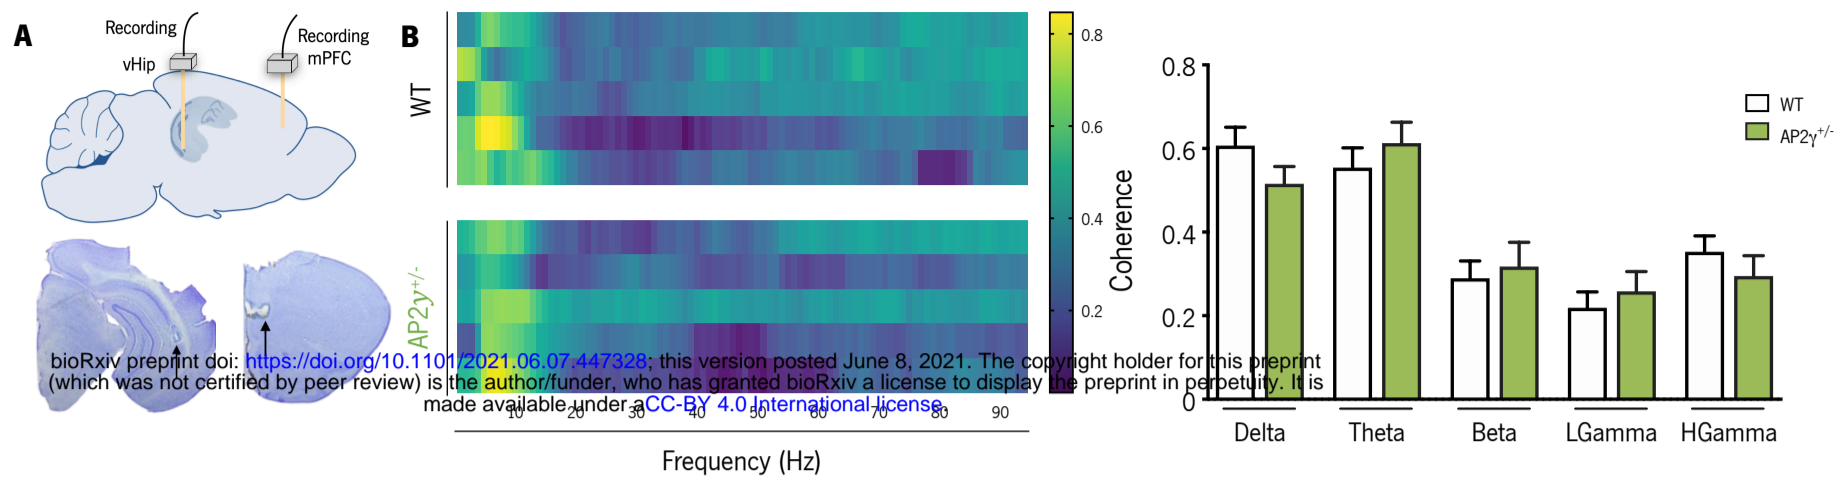 A
Recording
vHip
Recording
mPFC
B
WT
AP2γ+/-
0.8
0.6
0.4
0.2
10 20 30 40 50 60 70 80 90
Frequency (Hz)
Coherence
0.8
0.6
0.4
0.2
0
Delta Theta Beta LGamma HGamma
WT
AP2γ+/-
bioRxiv preprint doi: https://doi.org/10.1101/2021.06.07.447328; this version posted June 8, 2021. The copyright holder for this preprint
(which was not certified by peer review) is the author/funder, who has granted bioRxiv a license to display the preprint in perpetuity. It is
made available under aCC-BY 4.0 International license.